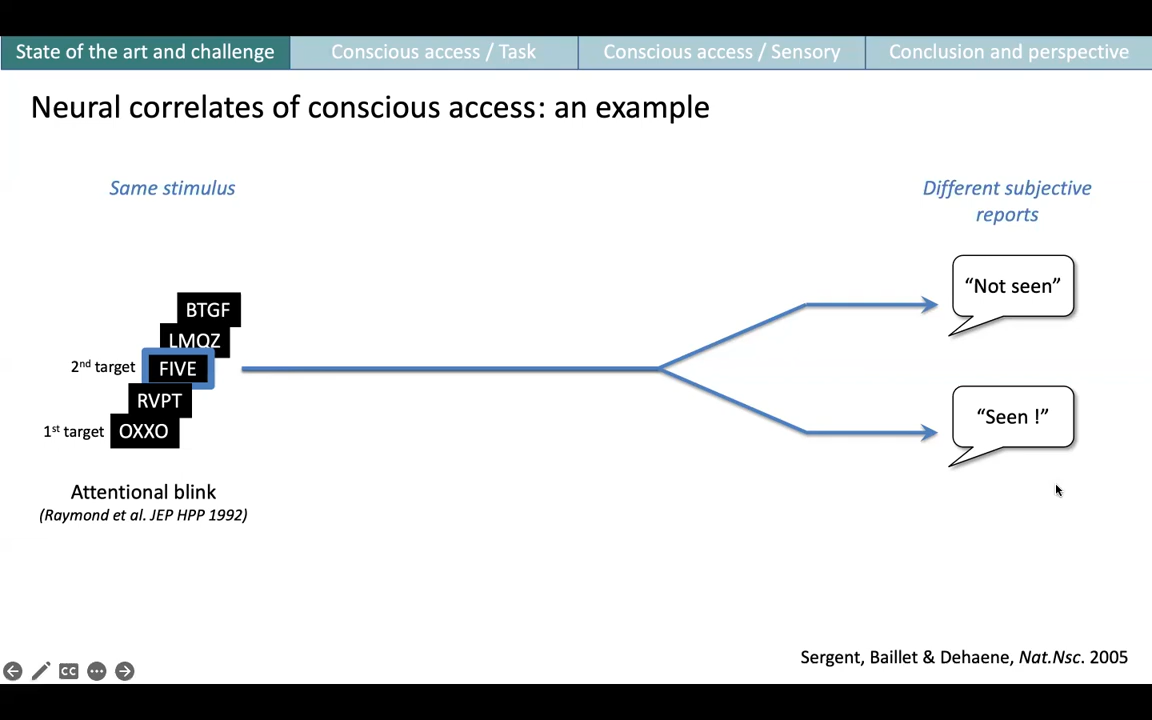 State of the art and challenge
Conscious access / Task
Conscious access / Sensory
Conclusion and perspective
Neural correlates of conscious access: an example
Same stimulus
Different subjective
reports
BTGF
LMQZ
2nd target
FIVE
RVPT
1st target
OXXO
"Not seen"
"Seen !"
Attentional blink
(Raymond et al. JEP HPP 1992)
Sergent, Baillet & Dehaene, Nat.Nsc. 2005
CC